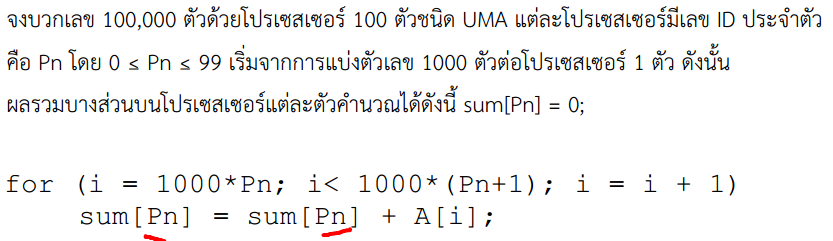 จงบวกเลข 100,000 ตัวด้วยโปรเซสเซอร์ 100 ตัวชนิด UMA แต่ละโปรเซสเซอร์มีเลข ID ประจำตัว
คือ Pn โดย 0 ≤ Pn ≤ 99 เริ่มจากการแบ่งตัวเลข 1000 ตัวต่อโปรเซสเซอร์ 1 ตัว ดังนั้น
ผลรวมบางส่วนบนโปรเซสเซอร์แต่ละตัวคำนวณได้ดังนี้ sum[Pn] = 0;
for (i = 1000*Pn; i< 1000*(Pn+1); i = i + 1)
sum[Pn] = sum[Pn] + A[i];